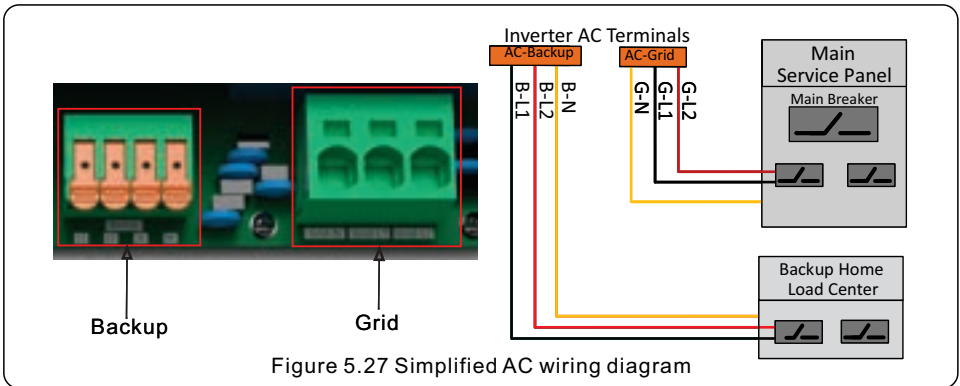 Inverter AC Terminals
AC-Backup
AC-Grid
B-L1
B-L2
B-N
G-N
G-L1
G-L2
Main
Service Panel
Main Breaker
Backup Home
Load Center
Backup
Grid
Figure 5.27 Simplified AC wiring diagram